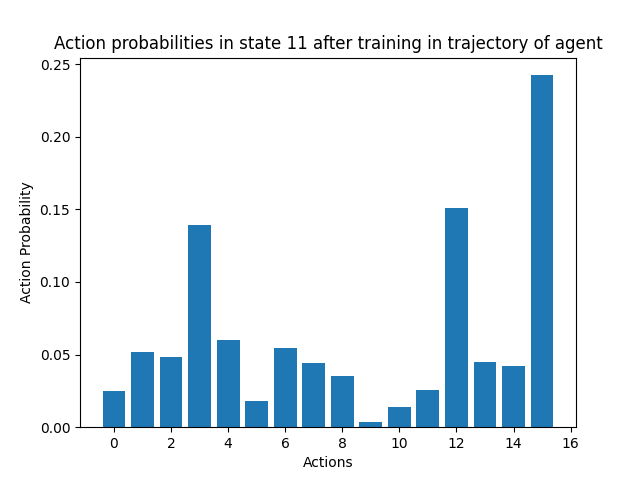 Action probabilities in state 11 after training in trajectory of agent
0.25
0.20
0.15
0.10
0.05
0.00
Action Probability
0 2 4 6 8 10 12 14 16
Actions